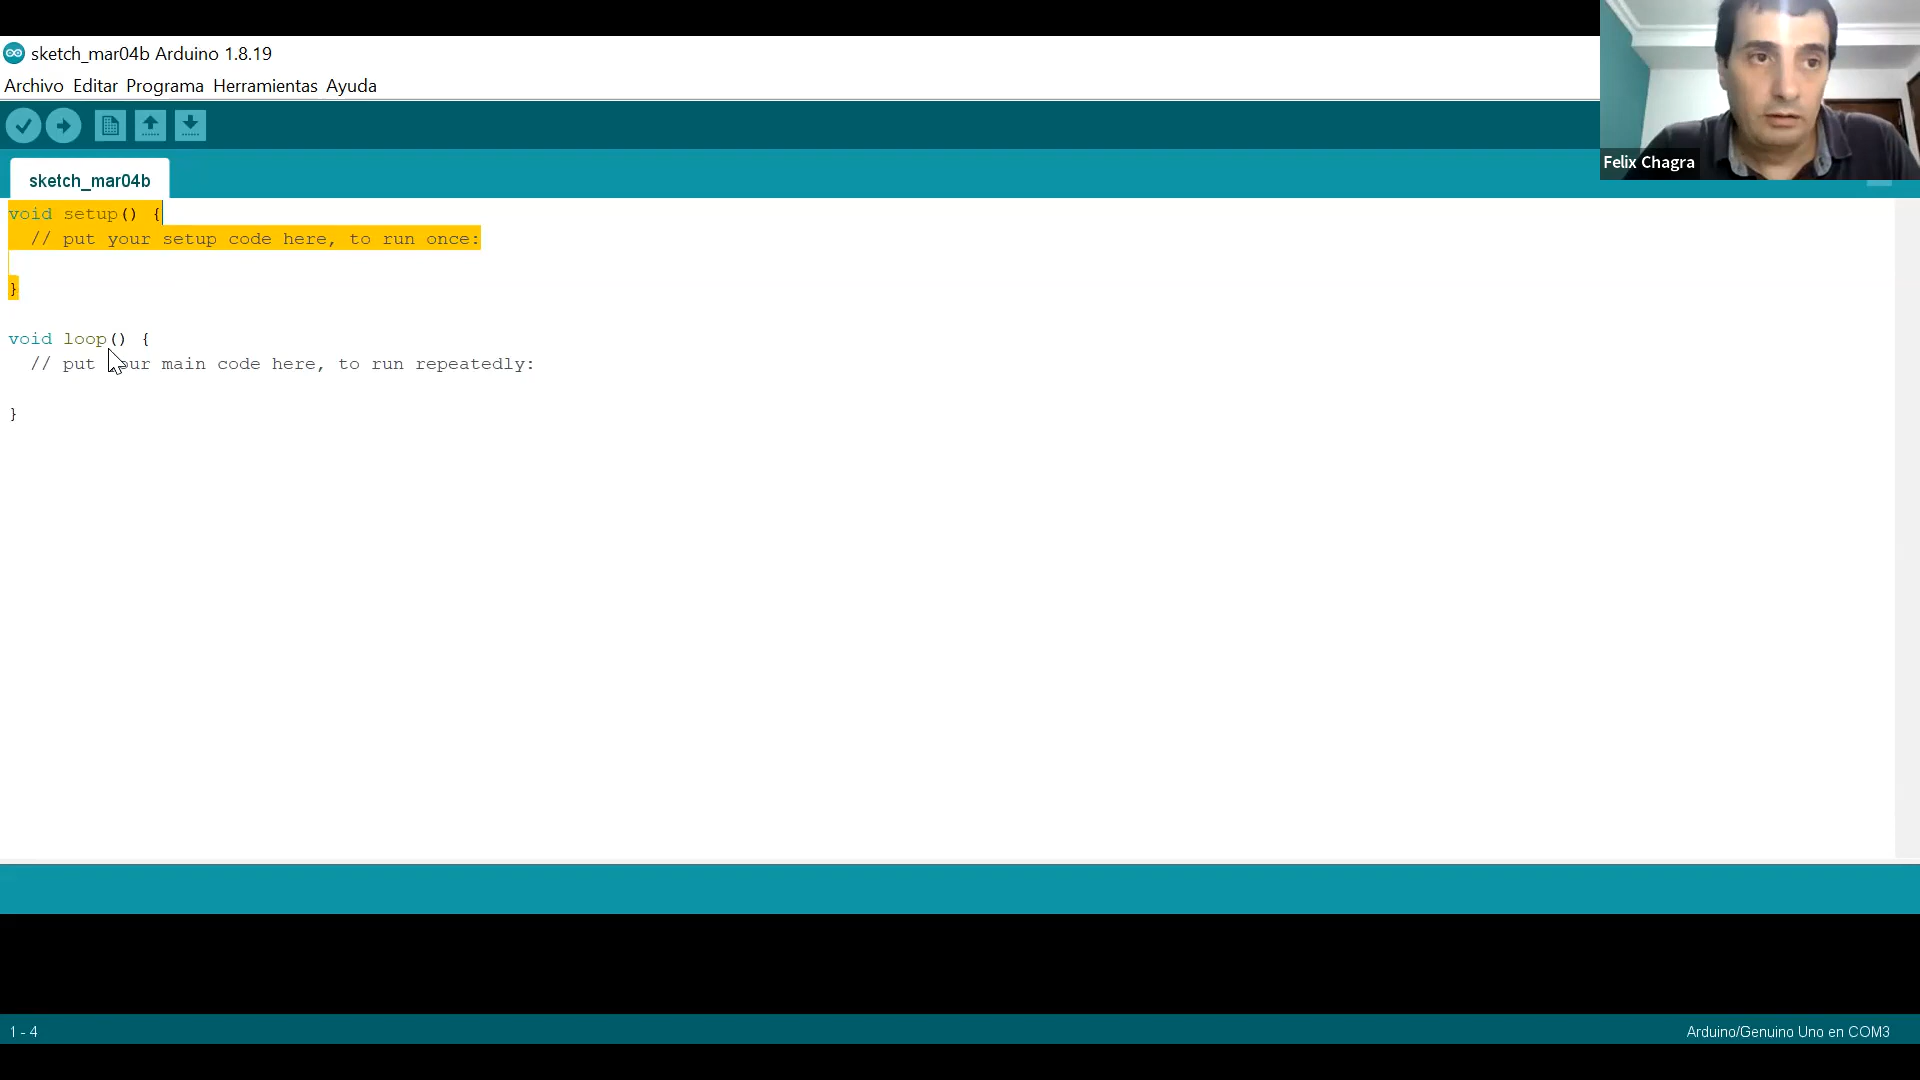 sketch_mar04b Arduino 1.8.19
Archivo Editar Programa Herramientas Ayuda
Felix Chagra
sketch_mar04b
void setup() {
// put your setup code here, to run once:
}
void loop() {
// put your main code here, to run repeatedly:
}
1 - 4
Arduino/Genuino Uno en COM3